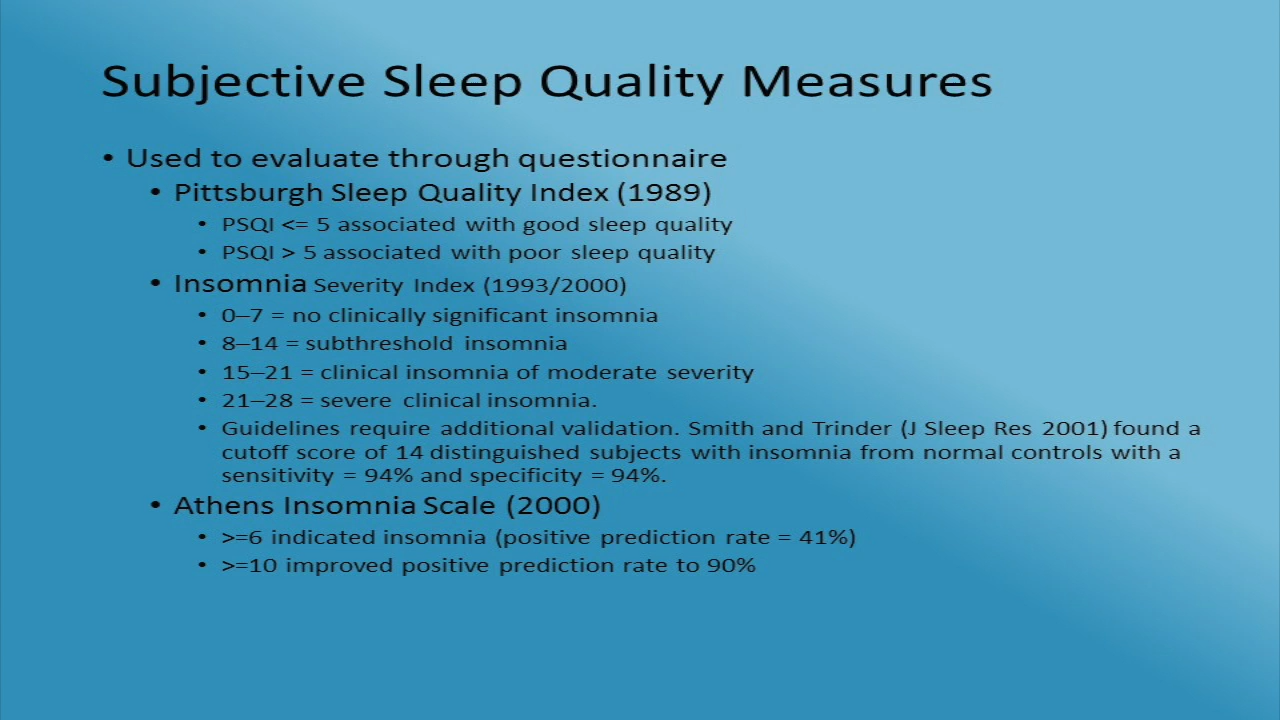 Subjective Sleep Quality Measures
• Used to evaluate through questionnaire
• Pittsburgh Sleep Quality Index (1989)
• PSQI <= 5 associated with good sleep quality
• PSQI > 5 associated with poor sleep quality
• Insomnia Severity Index (1993/2000)
• 0–7 = no clinically significant insomnia
• 8–14 = subthreshold insomnia
• 15–21 = clinical insomnia of moderate severity
• 21–28 = severe clinical insomnia.
• Guidelines require additional validation. Smith and Trinder (J Sleep Res 2001) found a
cutoff score of 14 distinguished subjects with insomnia from normal controls with a
sensitivity = 94% and specificity = 94%.
• Athens Insomnia Scale (2000)
• >=6 indicated insomnia (positive prediction rate = 41%)
• >=10 improved positive prediction rate to 90%